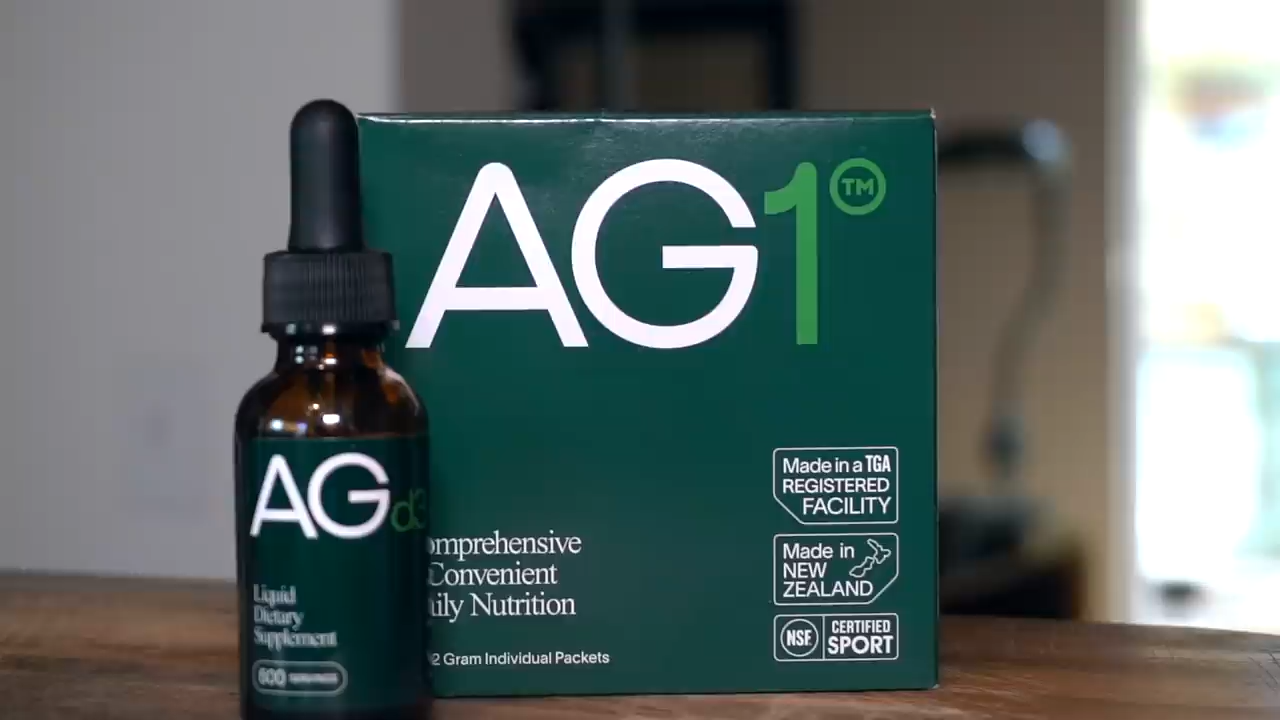 AG1™
Made in a TGA
REGISTERED
FACILITY
Made in
NEW
ZEALAND
NSF
CERTIFIED
SPORT
omprehensive
Convenient
ily Nutrition
2 Gram Individual Packets
AGd3
Liquid
Dietary
Supplement